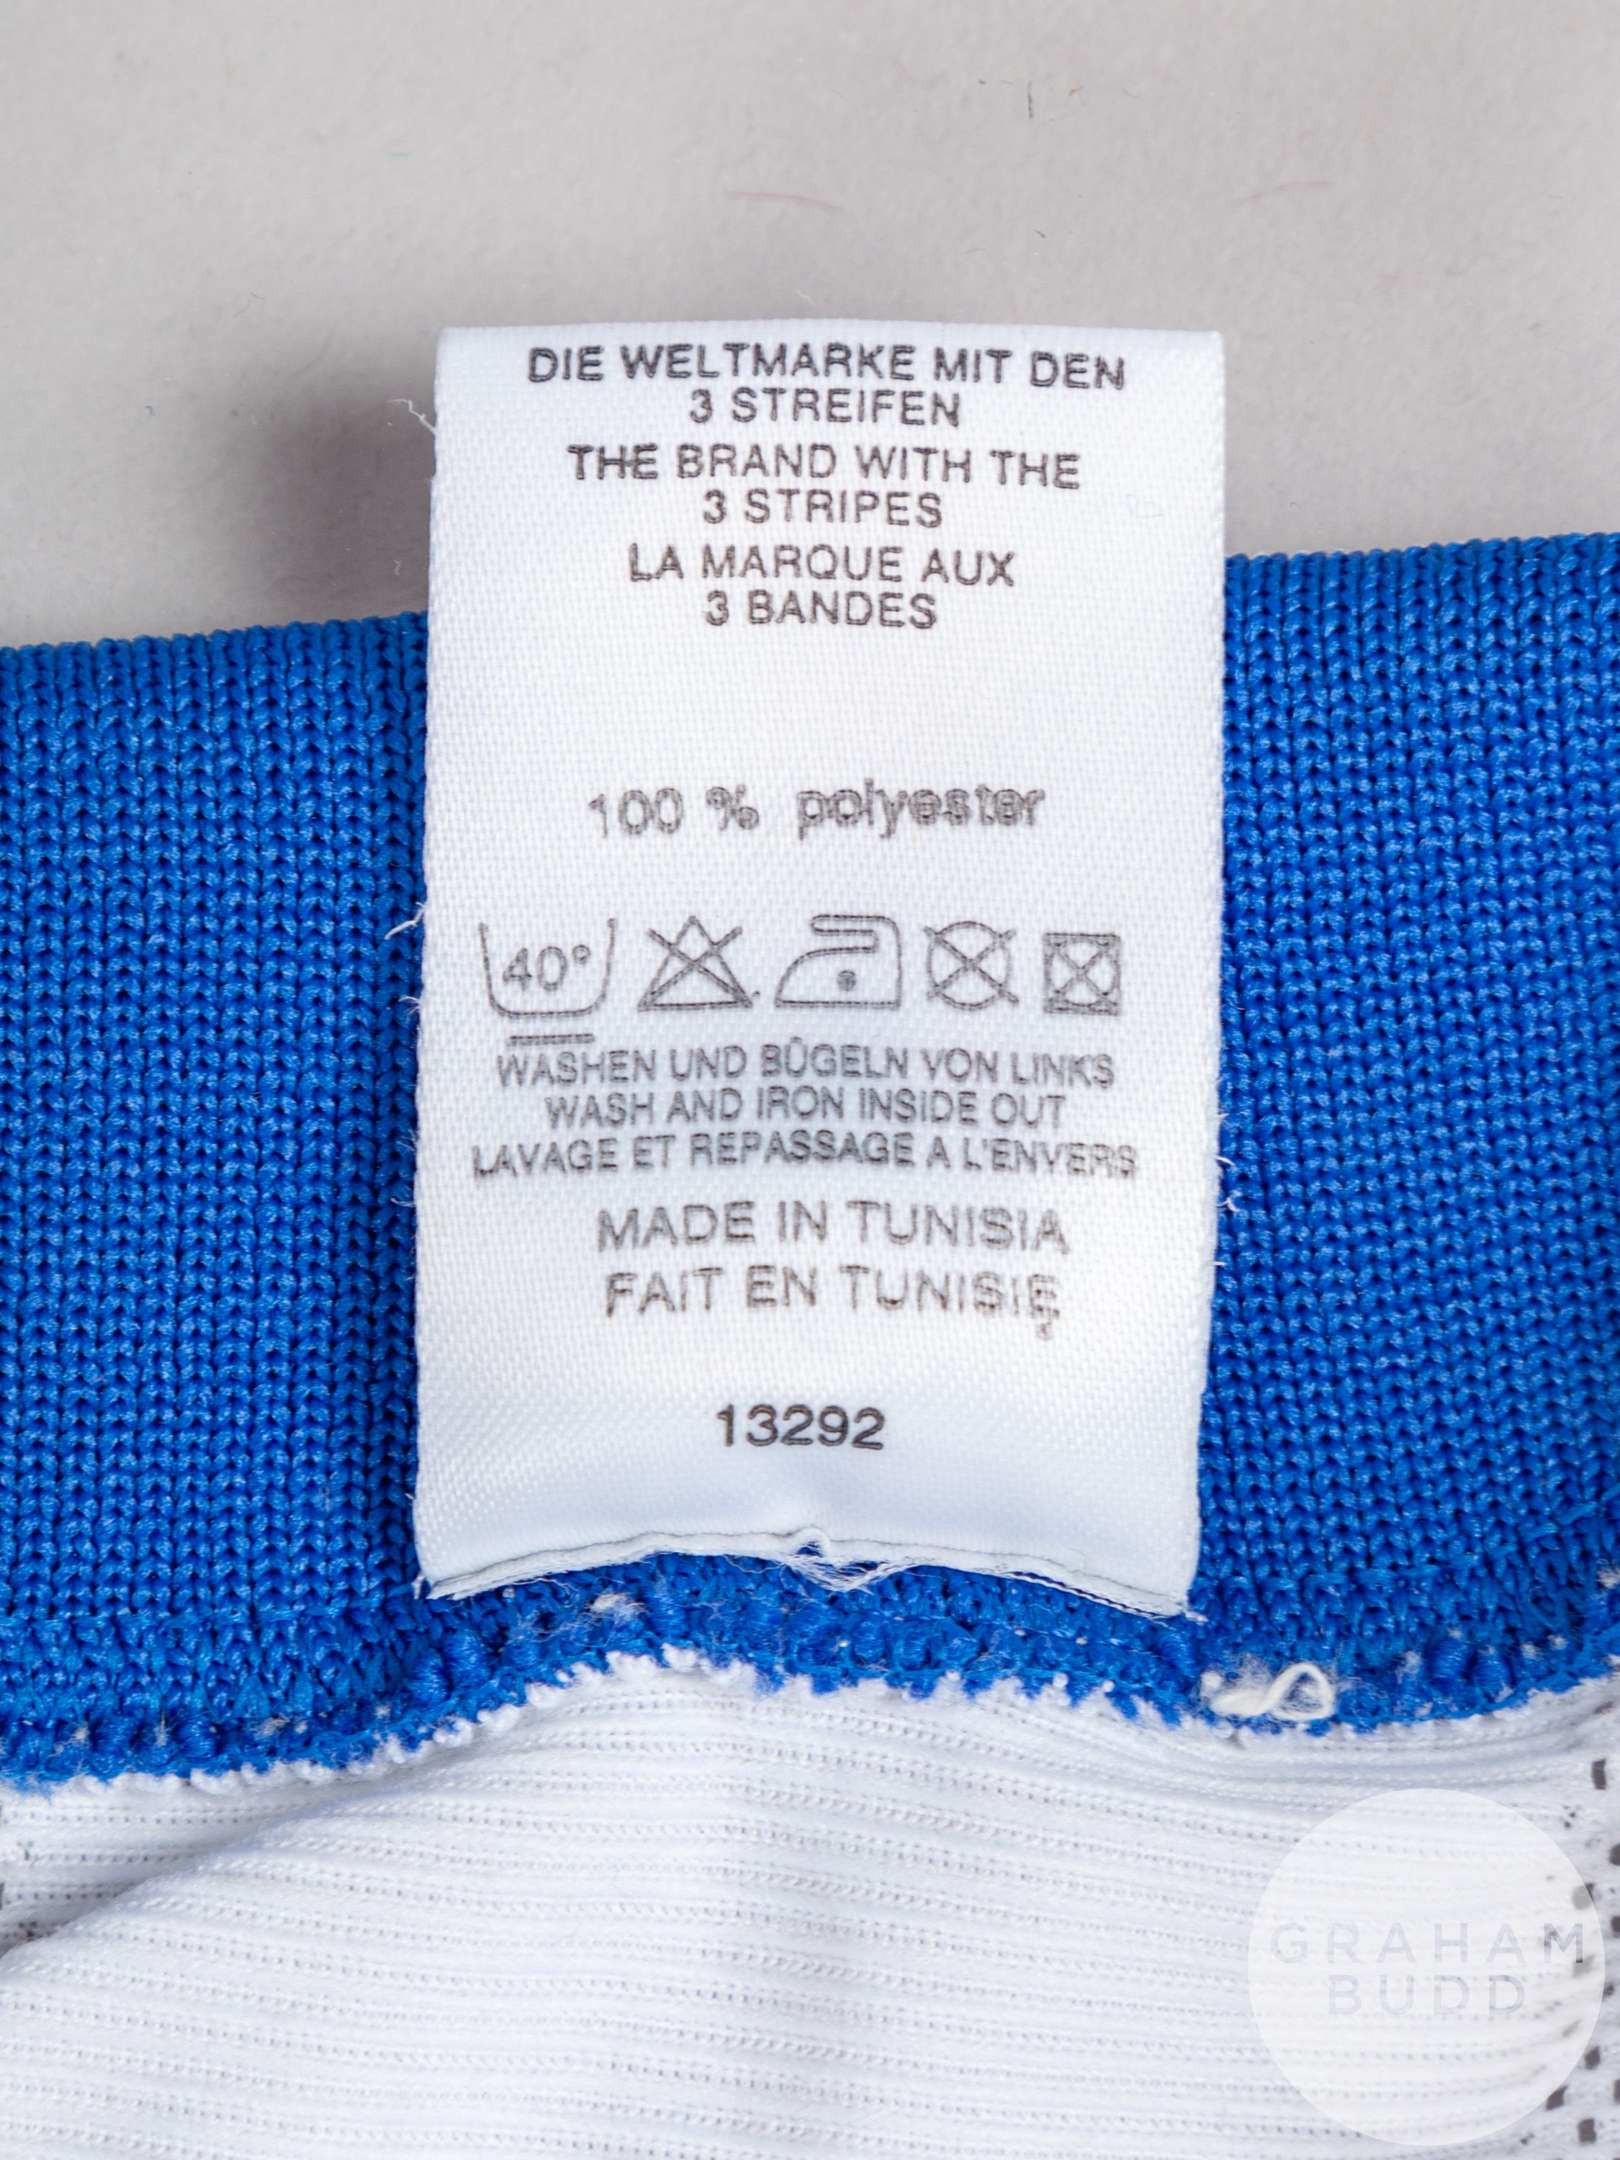 DIE WELTMARKE MIT DEN
3 STREIFEN
THE BRAND WITH THE
3 STRIPES
LA MARQUE AUX
3 BANDES
100 % polyester
40°
WASHEN UND BÜGELN VON LINKS
WASH AND IRON INSIDE OUT
LAVAGE ET REPASSAGE A L'ENVERS
MADE IN TUNISIA
FAIT EN TUNISIE
13292
GRAHAM
BUDD